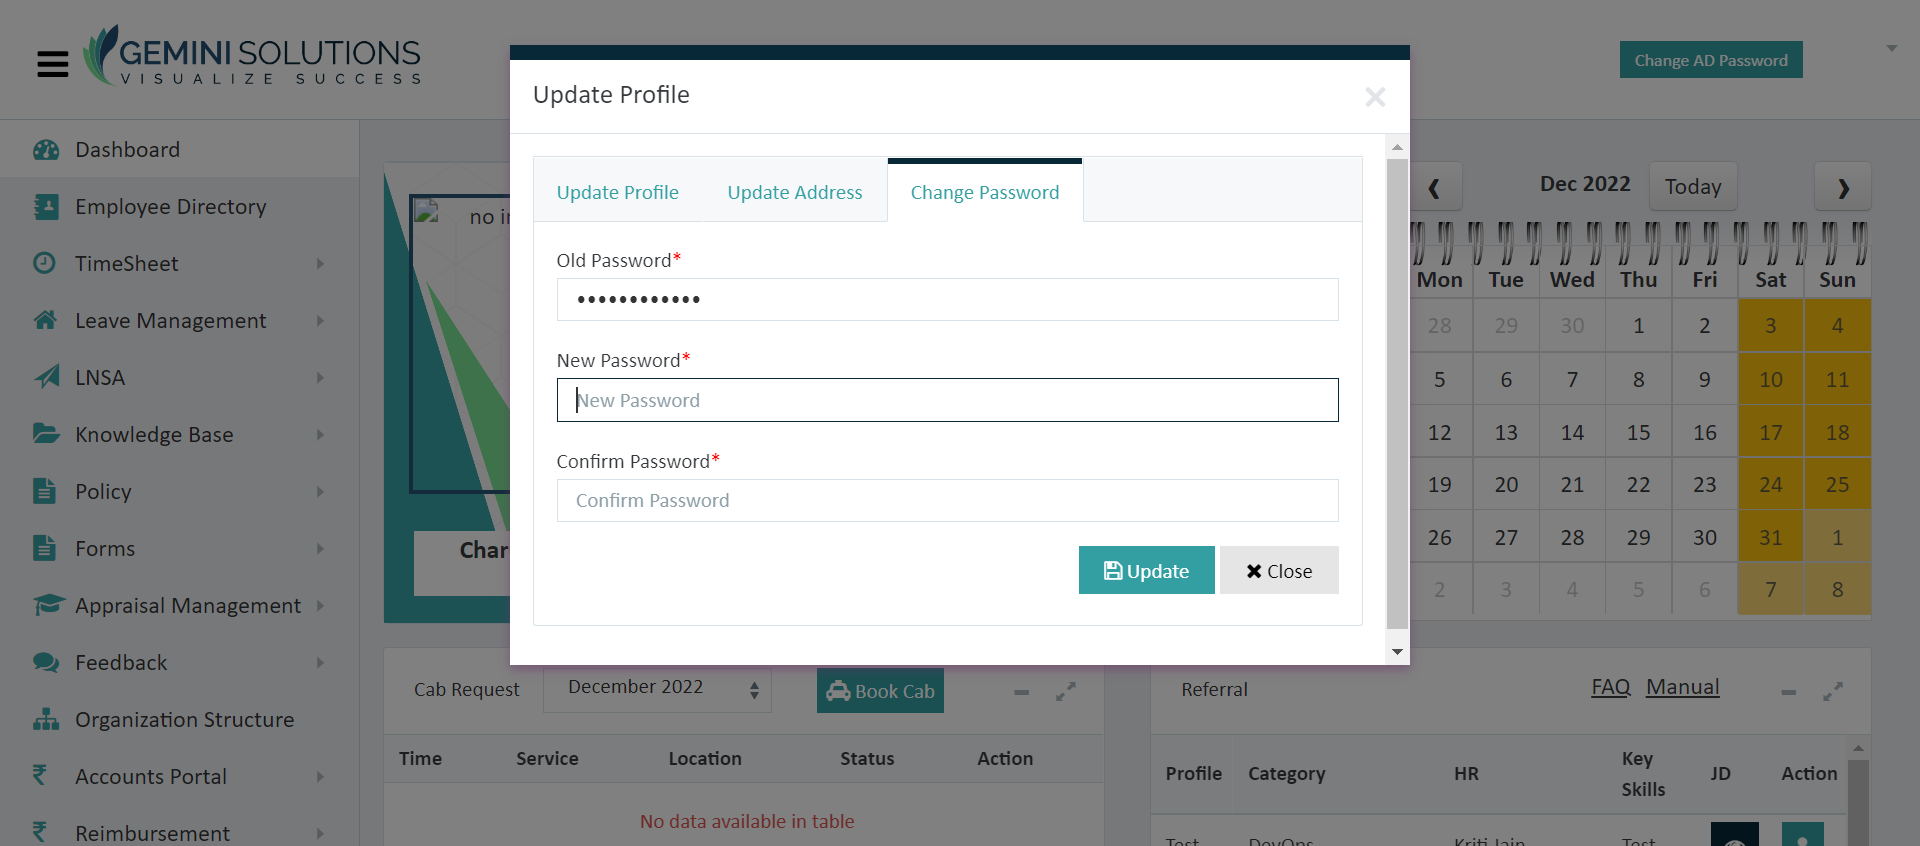 GEMINI SOLUTIONS
VISUALIZE SUCCESS
Change AD Password
Dashboard
Employee Directory
TimeSheet
Leave Management
LNSA
Knowledge Base
Policy
Forms
Appraisal Management
Feedback
Organization Structure
Accounts Portal
Reimbursement
no
Char
Update Profile
Update Profile Update Address Change Password
Old Password*
••••••••••••
New Password*
New Password
Confirm Password*
Confirm Password
Update Close
Dec 2022 Today
Mon Tue Wed Thu Fri Sat Sun
28 29 30 1 2 3 4
5 6 7 8 9 10 11
12 13 14 15 16 17 18
19 20 21 22 23 24 25
26 27 28 29 30 31 1
2 3 4 5 6 7 8
Cab Request December 2022 Book Cab
Time Service Location Status Action
No data available in table
Referral FAQ Manual
Profile Category HR Key Skills JD Action
Test DevOps Kriti Jain Test